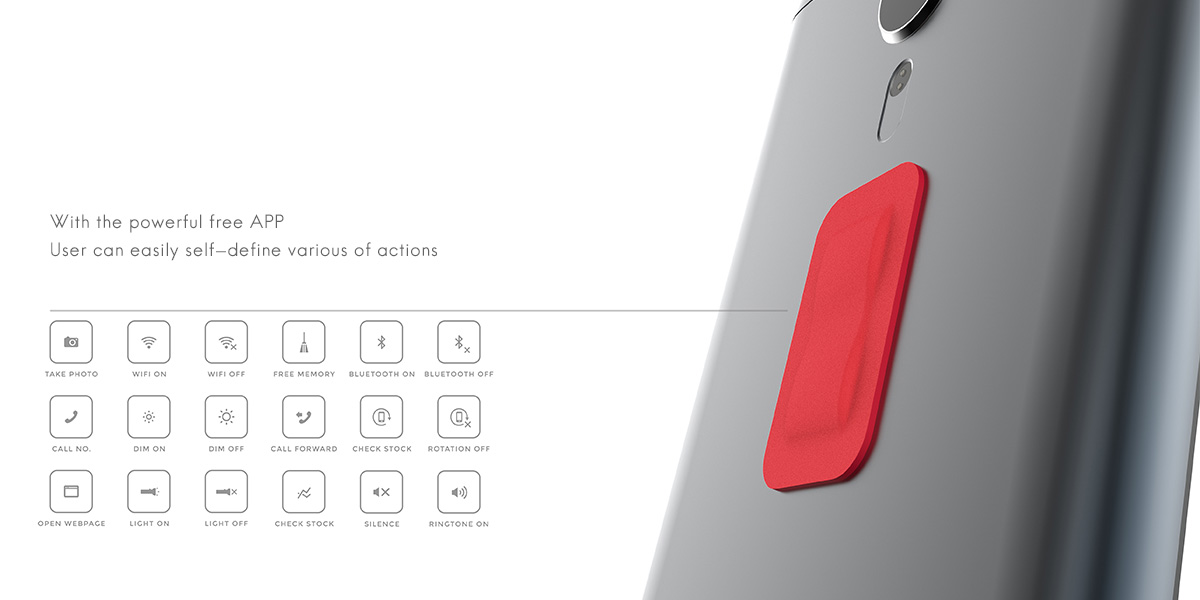 With the powerful free APP
User can easily self-define various of actions
TAKE PHOTO WIFI ON WIFI OFF FREE MEMORY BLUETOOTH ON BLUETOOTH OFF
CALL NO. DIM ON DIM OFF CALL FORWARD CHECK STOCK ROTATION OFF
OPEN WEBPAGE LIGHT ON LIGHT OFF CHECK STOCK SILENCE RINGTONE ON